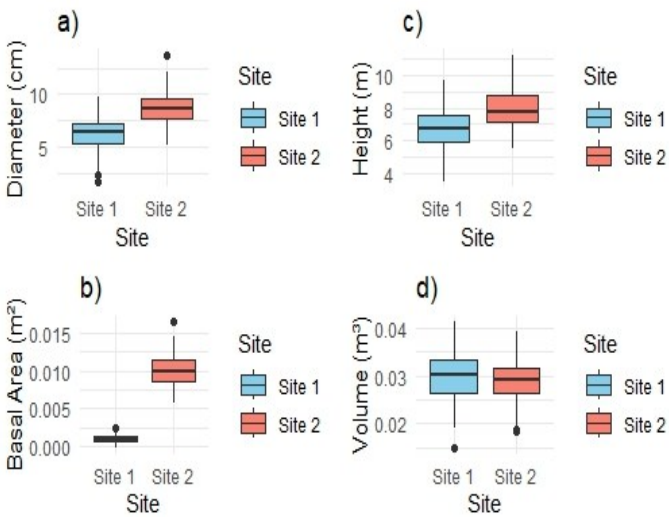 a)
Diameter (cm)
10
5
Site 1
Site 2
Site
Site
Site 1
Site 2
c)
Height (m)
10
8
6
4
Site 1
Site 2
Site
Site
Site 1
Site 2
b)
Basal Area (m²)
0.015
0.010
0.005
0.000
Site 1
Site 2
Site
Site
Site 1
Site 2
d)
Volume (m³)
0.04
0.03
0.02
Site 1
Site 2
Site
Site
Site 1
Site 2